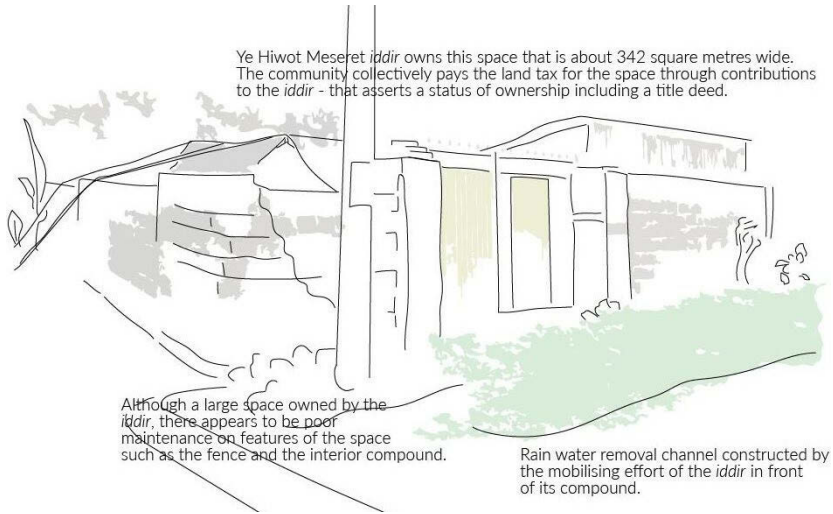 Ye Hiwot Meseret iddir owns this space that is about 342 square metres wide.
The community collectively pays the land tax for the space through contributions
to the iddir - that asserts a status of ownership including a title deed.
Although a large space owned by the
iddir, there appears to be poor
maintenance on features of the space
such as the fence and the interior compound.
Rain water removal channel constructed by
the mobilising effort of the iddir in front
of its compound.